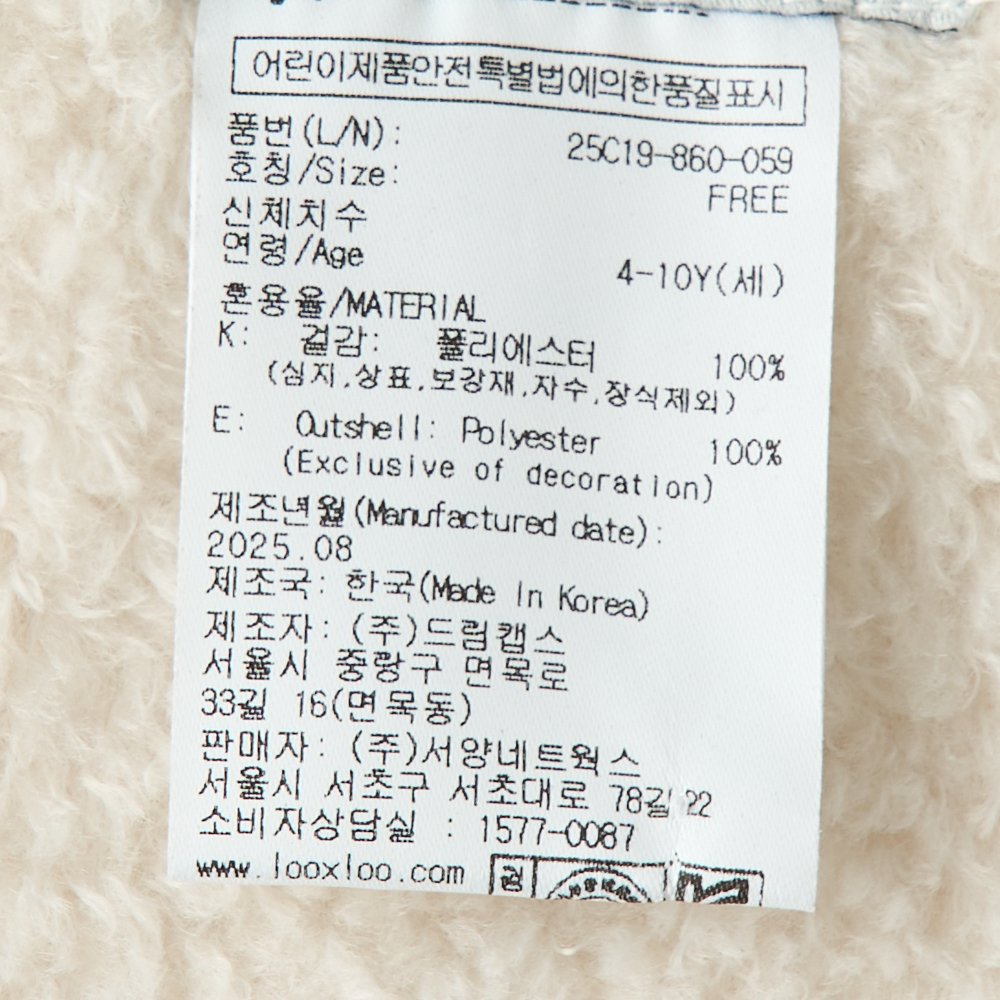 어린이제품안전특별법에의한품질표시
품번(L/N): 25C19-860-059
호칭/Size: FREE
신체치수
연령/Age 4-10Y(세)
혼용율/MATERIAL
K: 겉감: 폴리에스터 100%
(심지,상표,보강재,자수,장식제외)
E: Outshell: Polyester 100%
(Exclusive of decoration)
제조년월(Manufactured date):
2025.08
제조국: 한국(Made In Korea)
제조자: (주)드림캡스
서울시 중랑구 면목로
33길 16(면목동)
판매자: (주)서양네트웍스
서울시 서초구 서초대로 78길 22
소비자상담실 : 1577-0087
www.looxloo.com